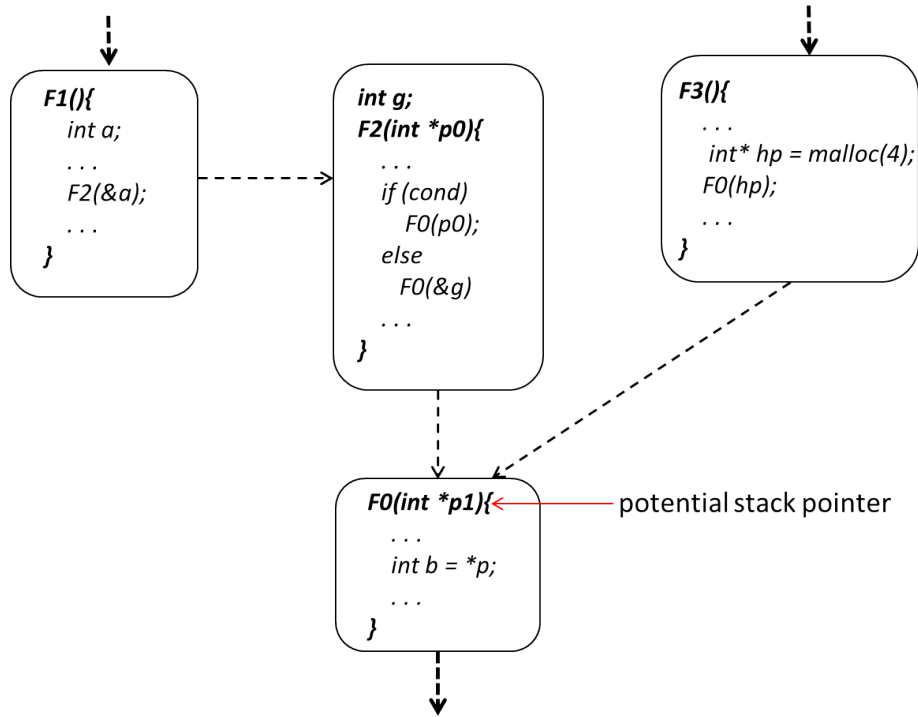 F1(){
int a;
. . .
F2(&a);
. . .
}
int g;
F2(int *p0){
. . .
if (cond)
F0(p0);
else
F0(&g)
. . .
}
F3(){
. . .
int* hp = malloc(4);
F0(hp);
. . .
}
F0(int *p1){
. . .
int b = *p;
. . .
}
potential stack pointer